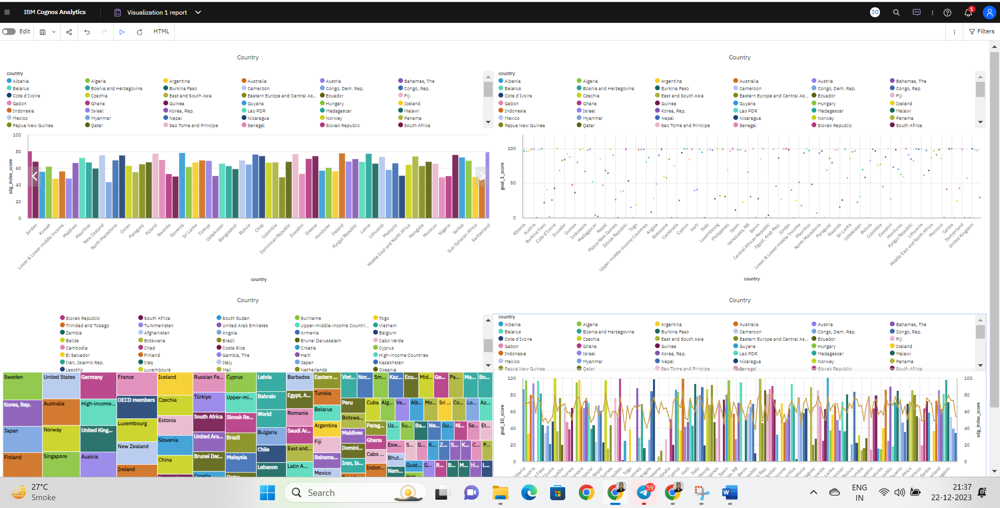 IBM Cognos Analytics
Visualization 1 report
30
1
Edit
HTML
Filters
Country
country
Albania Algeria Argentina Australia Austria Bahamas, The
Belarus Bosnia and Herzegovina Burkina Faso Cameroon Congo, Dem. Rep. Congo, Rep.
Cote d'Ivoire Czechia East and South Asia Eastern Europe and Central As... Ecuador Fiji
Gabon Ghana Guinea Guyana Hungary Iceland
Indonesia Israel Korea, Rep. Lao PDR Madagascar Malawi
Mexico Myanmar Nepal Nicaragua Norway Panama
Papua New Guinea Qatar Sao Tome and Principe Senegal Slovak Republic South Africa
100
80
60
40
20
0
sdg_index_score
Jordan Kuwait Lower & Lower-middle Income Maldives Mauritius New Zealand North Macedonia Oman Paraguay Poland Rwanda Slovenia Sri Lanka Türkiye Uzbekistan Bangladesh Bolivia Chile Colombia Dominican Republic Eswatini Greece Honduras Ireland Kyrgyz Republic Latvia Lithuania Malaysia Middle East and North Africa Mongolia Morocco Nigeria Serbia Sub-Saharan Africa Switzerland
country
Country
country
Albania Algeria Argentina Australia Austria Bahamas, The
Belarus Bosnia and Herzegovina Burkina Faso Cameroon Congo, Dem. Rep. Congo, Rep.
Cote d'Ivoire Czechia East and South Asia Eastern Europe and Central As... Ecuador Fiji
Gabon Ghana Guinea Guyana Hungary Iceland
Indonesia Israel Korea, Rep. Lao PDR Madagascar Malawi
Mexico Myanmar Nepal Nicaragua Norway Panama
Papua New Guinea Qatar Sao Tome and Principe Senegal Slovak Republic South Africa
100
50
0
goal_1_score
Albania Austria Burkina Faso Cote d'Ivoire Ecuador Guinea Indonesia Madagascar Nepal Papua New Guinea Slovak Republic Togo Upper-middle-income Countries Angola Botswana Cambodia Cyprus Haiti Italy Luxembourg Philippines Spain Venezuela, RB Benin Central African Republic Egypt, Arab Rep. Jordan Lower & Lower-middle Income Mauritius North Macedonia Paraguay Rwanda Sri Lanka Uzbekistan Bolivia Colombia Eswatini Honduras Kyrgyz Republic Lithuania Middle East and North Africa Morocco Serbia Switzerland United Kingdom
country
Country
Slovak Republic South Africa South Sudan Suriname Togo
Trinidad and Tobago Turkmenistan United Arab Emirates Upper-middle-income Countri... Vietnam
Zambia Afghanistan Angola Armenia Belgium
Belize Botswana Brazil Brunei Darussalam Cabo Verde
Cambodia Chad Costa Rica Croatia Cyprus
El Salvador Finland Gambia, The Haiti High-income Countries
Iran, Islamic Rep. Iraq Italy Japan Kazakhstan
Lesotho Luxembourg Mali Netherlands Oceania
Sweden
Korea, Rep.
Japan
Finland
United States
Australia
Norway
Singapore
Germany
High-income...
United King...
Austria
France
OECD members
Luxembourg
New Zealand
Ireland
Iceland
Czechia
Estonia
Slovenia
China
Russian Fe...
Türkiye
South Africa
United Ara...
Brunei Dar...
Croatia
Cyprus
Upper-mi...
Slovak Re...
Brazil
Malaysia
Qatar
Latvia
Bahrain
World
Bulgaria
Chile
Lebanon
Barbados
Egypt, A...
Romania
Saudi Ar...
East and...
Latin A...
Eastern ...
Tunisia
Belarus
Argentina
Fiji
Bahama...
Mexico
Viet... Nor... Sm... Kaz... Ecu... Mid... Ge... Pa... Ma... Bo...
Peru
Botswa...
Maldives
Domini...
Iran, Is...
Cuba Alg... Ve... Alb... Mo... Sri ... Co... Lo... Az...
Parag...
Ghana
Cabo ...
Indon...
Uz... Su... Ba... Ne... Gu... Ni... Se... Et...
Esw... S... G... K... Z... S... K... C... P...
Bhut...
Nam...
Guat... G... R... B... M... H... L...
Hon
Country
country
Albania Algeria Argentina Australia Austria Bahamas, The
Belarus Bosnia and Herzegovina Burkina Faso Cameroon Congo, Dem. Rep. Congo, Rep.
Cote d'Ivoire Czechia East and South Asia Eastern Europe and Central As... Ecuador Fiji
Gabon Ghana Guinea Guyana Hungary Iceland
Indonesia Israel Korea, Rep. Lao PDR Madagascar Malawi
Mexico Myanmar Nepal Nicaragua Norway Panama
Papua New Guinea Qatar Sao Tome and Principe Senegal Slovak Republic South Africa
100 100
80 80
60 60
40 40
20 20
0 0
goal_10_score
sdg_index_score
27°C
Smoke
Search
59
ENG
IN
21:37
22-12-2023